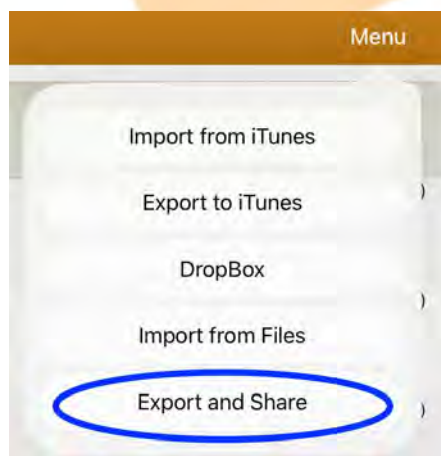 Menu
Import from iTunes
)
Export to iTunes
DropBox
)
Import from Files
Export and Share
)